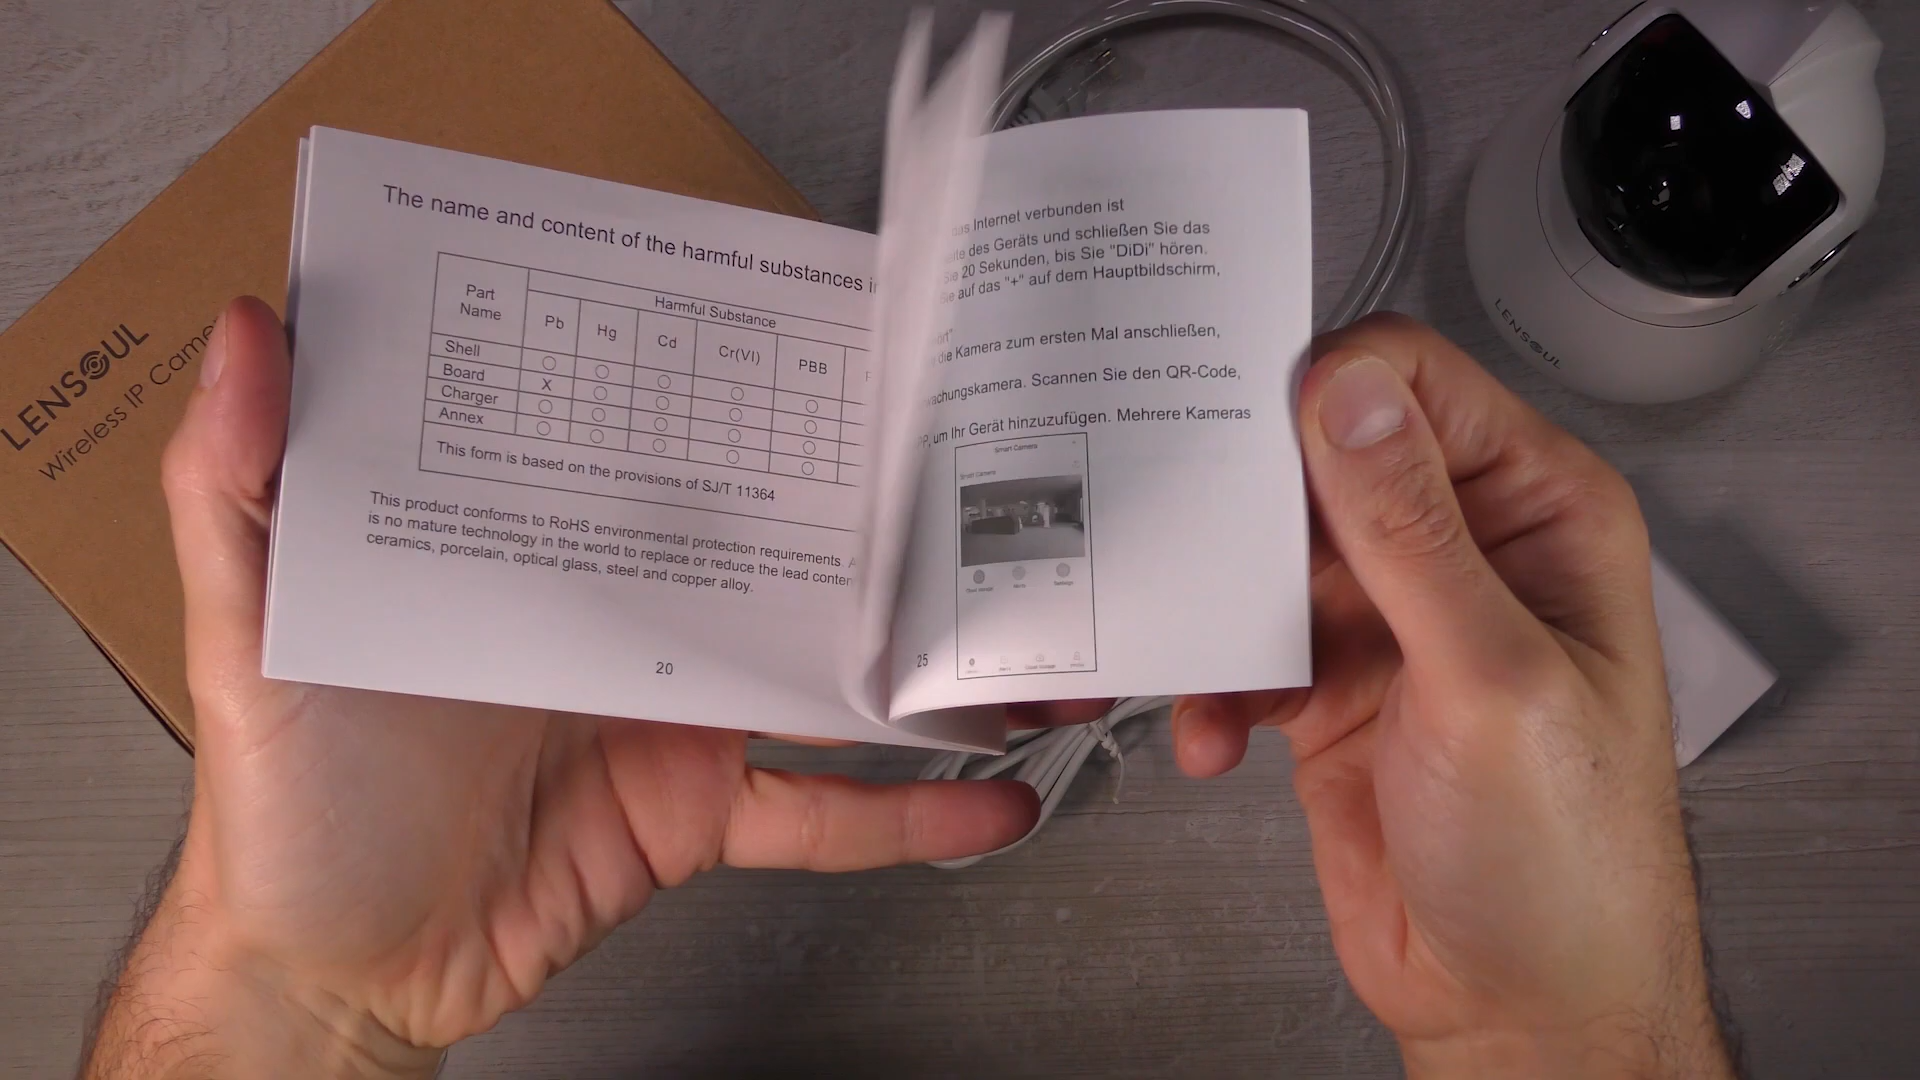 LENSOUL
Wireless IP Came
The name and content of the harmful substances i
Part Name
Harmful Substance
Pb Hg Cd Cr(VI) PBB
Shell ○ ○ ○ ○ ○
Board X ○ ○ ○ ○
Charger ○ ○ ○ ○ ○
Annex ○ ○ ○ ○ ○
This form is based on the provisions of SJ/T 11364
This product conforms to RoHS environmental protection requirements. A
is no mature technology in the world to replace or reduce the lead conten
ceramics, porcelain, optical glass, steel and copper alloy.
20
das Internet verbunden ist
des Geräts und schließen Sie das
Sie 20 Sekunden, bis Sie "DiDi" hören.
Sie auf das "+" auf dem Hauptbildschirm,
die Kamera zum ersten Mal anschließen,
wachungskamera. Scannen Sie den QR-Code,
um Ihr Gerät hinzuzufügen. Mehrere Kameras
Smart Camera
Smart Camera
Settings
25
LENSOUL